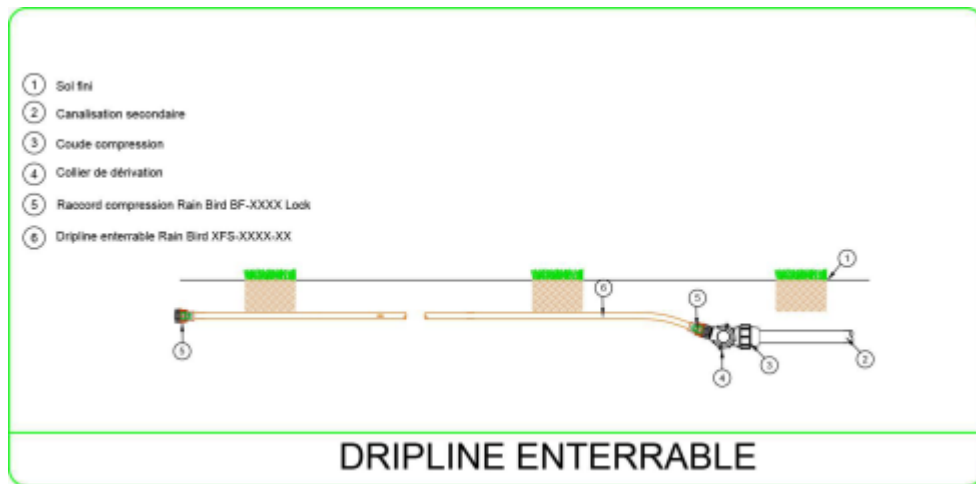 1 Sol fini
2 Canalisation secondaire
3 Coude compression
4 Collier de dérivation
5 Raccord compression Rain Bird BF-XXXX Lock
6 Dripline enterrable Rain Bird XFS-XXXX-XX
1
6
5
5
4
3
2
DRIPLINE ENTERRABLE